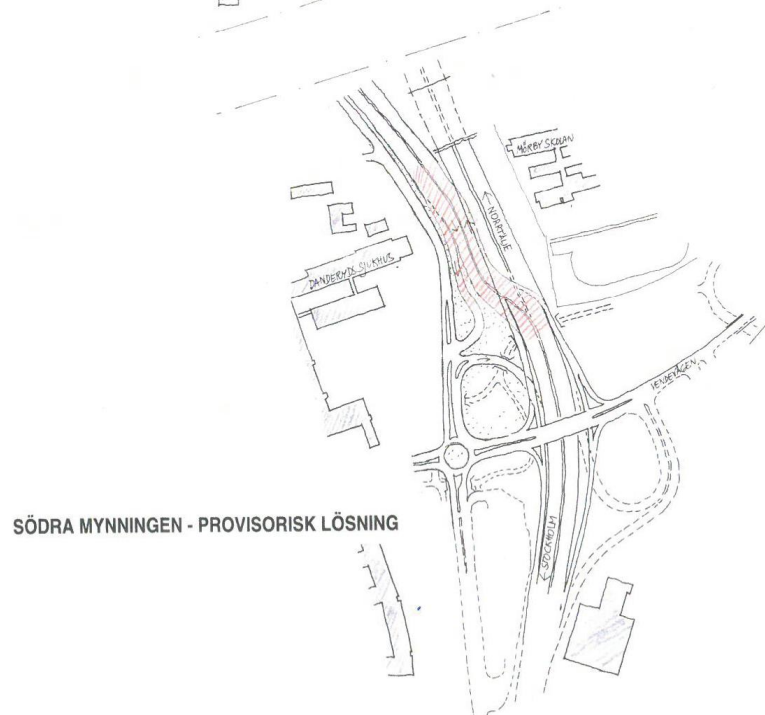 MÖRBY SKOLAN
NORRTÄLJE
DANDERYDS SJUKHUS
VENDEVÄGEN
SÖDRA MYNNINGEN - PROVISORISK LÖSNING
STOCKHOLM